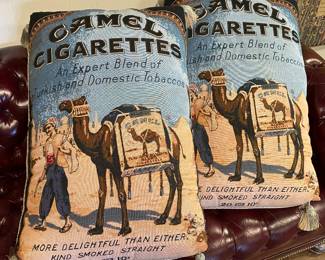 CAMEL
CIGARETTES
An Expert Blend of
Turkish and Domestic Tobaccos
MORE DELIGHTFUL THAN EITHER
KIND SMOKED STRAIGHT
CAMEL
CIGARETTES
An Expert Blend of
kish and Domestic Tobaccos
MORE DELIGHTFUL THAN EITHER
KIND SMOKED STRAIGHT